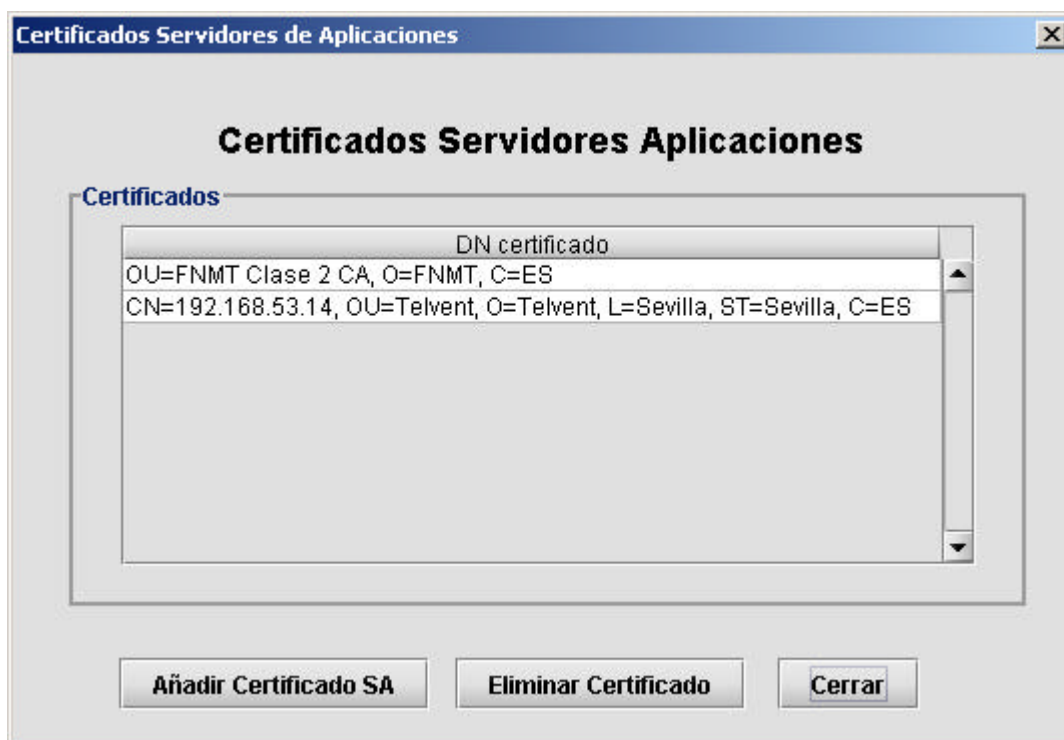 Certificados Servidores de Aplicaciones
Certificados Servidores Aplicaciones
Certificados
DN certificado
OU=FNMT Clase 2 CA, O=FNMT, C=ES
CN=192.168.53.14, OU=Telvent, O=Telvent, L=Sevilla, ST=Sevilla, C=ES
Añadir Certificado SA
Eliminar Certificado
Cerrar